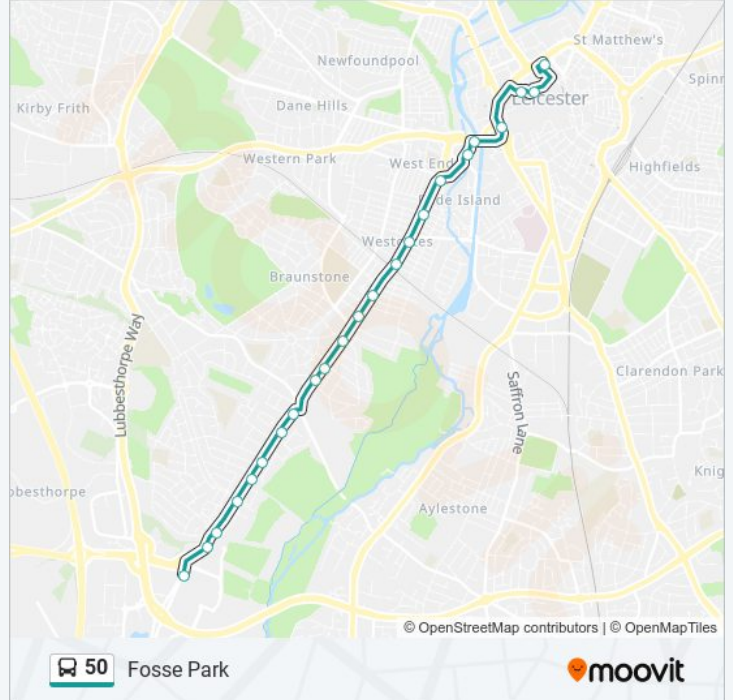 St Matthew's
Newfoundpool
Spinn
Leicester
Kirby Frith
Dane Hills
Western Park
West End
Highfields
de Island
Westcotes
Braunstone
Lubbesthorpe Way
Clarendon Park
Saffron Lane
Knig
bbesthorpe
Aylestone
© OpenStreetMap contributors | © OpenMapTiles
50 Fosse Park
moovit